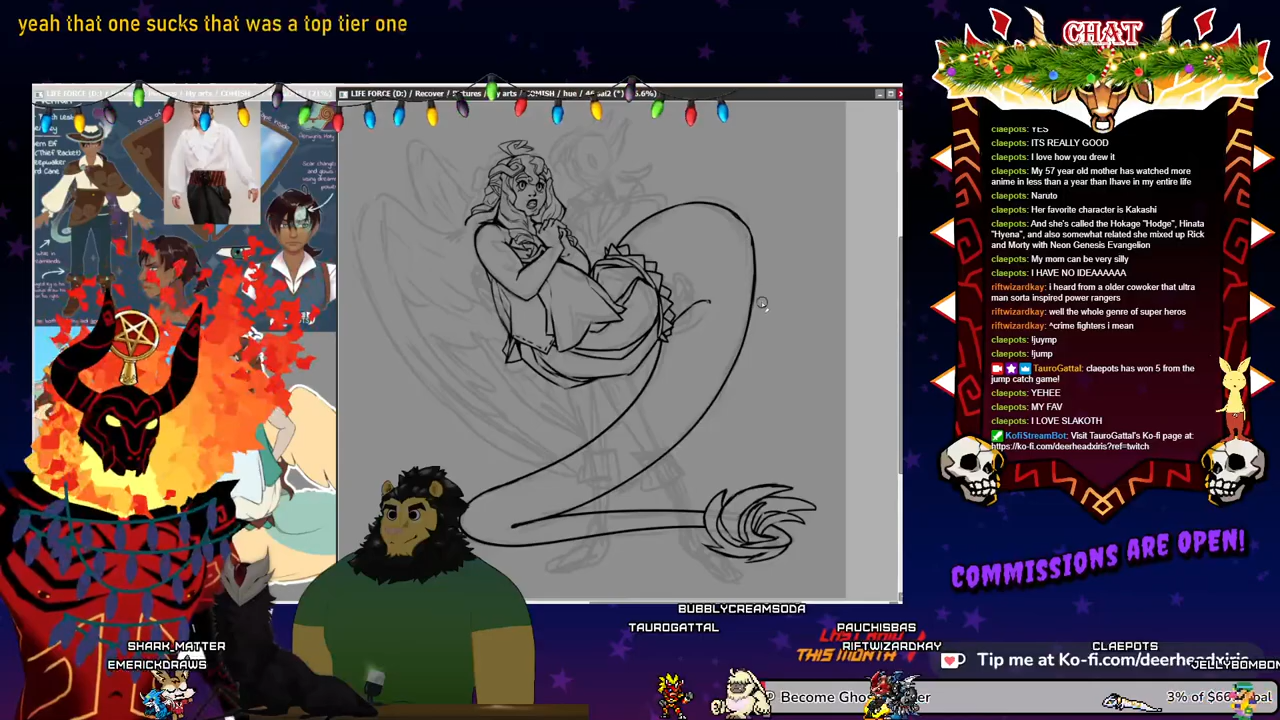 yeah that one sucks that was a top tier one
CHAT
claepots: YES
claepots: ITS REALLY GOOD
claepots: I love how you drew it
claepots: My 57 year old mother has watched more
anime in less than a year than Ihave in my entire life
claepots: Naruto
claepots: Her favorite character is Kakashi
claepots: And she's called the Hokage "Hodge", Hinata
"Hyena", and also somewhat related she mixed up Rick
and Morty with Neon Genesis Evangelion
claepots: My mom can be very silly
claepots: I HAVE NO IDEAAAAAA
riftwizardkay: i heard from a older cowoker that ultra
man sorta inspired power rangers
riftwizardkay: well the whole genre of super heros
riftwizardkay: ^crime fighters i mean
claepots: !juymp
claepots: !jump
TauroGattal: claepots has won 5 from the
jump catch game!
claepots: YEHEE
claepots: MY FAV
claepots: I LOVE SLAKOTH
KofiStreamBot: Visit TauroGattal's Ko-fi page at:
https://ko-fi.com/deerheadxiris?ref=twitch
COMMISSIONS ARE OPEN!
BUBBLYCREAMSODA
TAUROGATTAL
PAUCHISBAS
LAST RAID
THIS MONTH
RIFTWIZARDKAY
CLAEPOTS
JELLYBOMBON
SHARK_MATTER
EMERICKDRAWS
Tip me at Ko-fi.com/deerheadxiris
Become
3% of